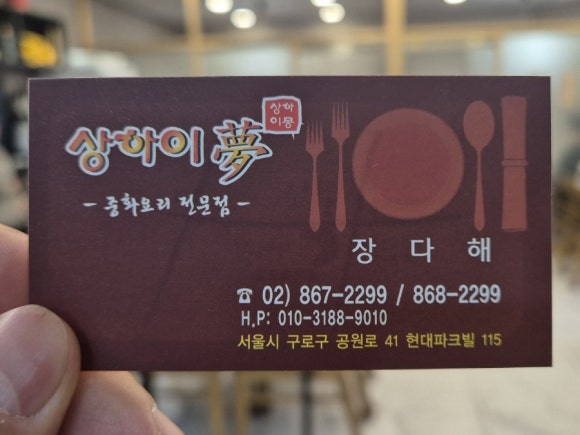 상하이夢
상하
이몽
- 중화요리 전문점 -
장 다 해
☎ 02) 867-2299 / 868-2299
H.P: 010-3188-9010
서울시 구로구 공원로 41 현대파크빌 115